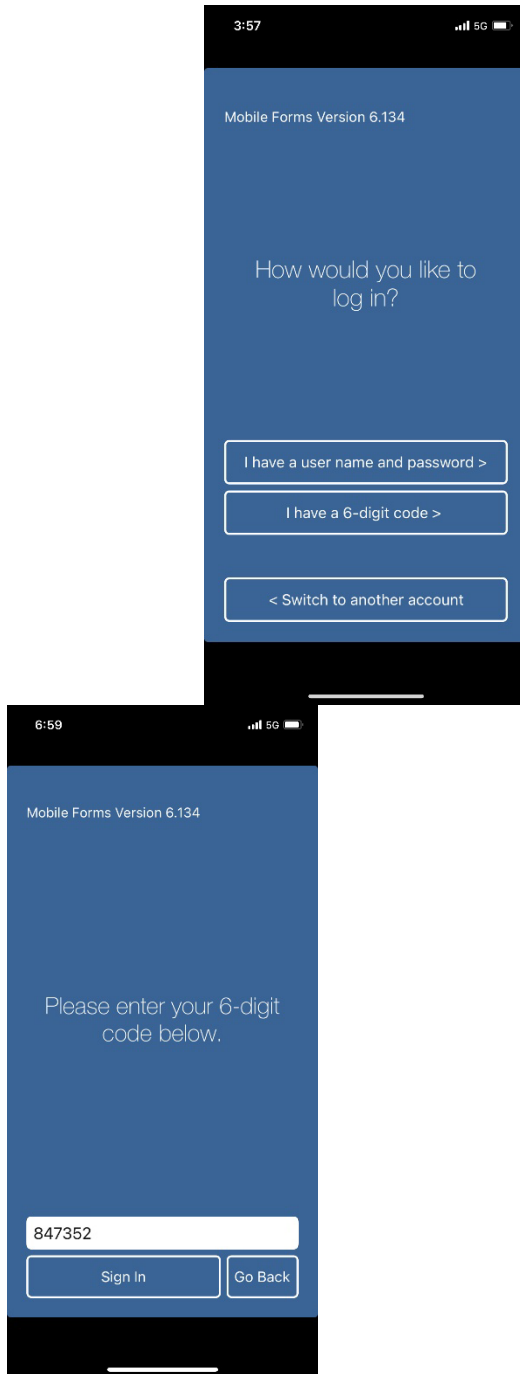 3:57 5G
Mobile Forms Version 6.134
How would you like to
log in?
I have a user name and password >
I have a 6-digit code >
< Switch to another account
6:59 5G
Mobile Forms Version 6.134
Please enter your 6-digit
code below.
847352
Sign In Go Back